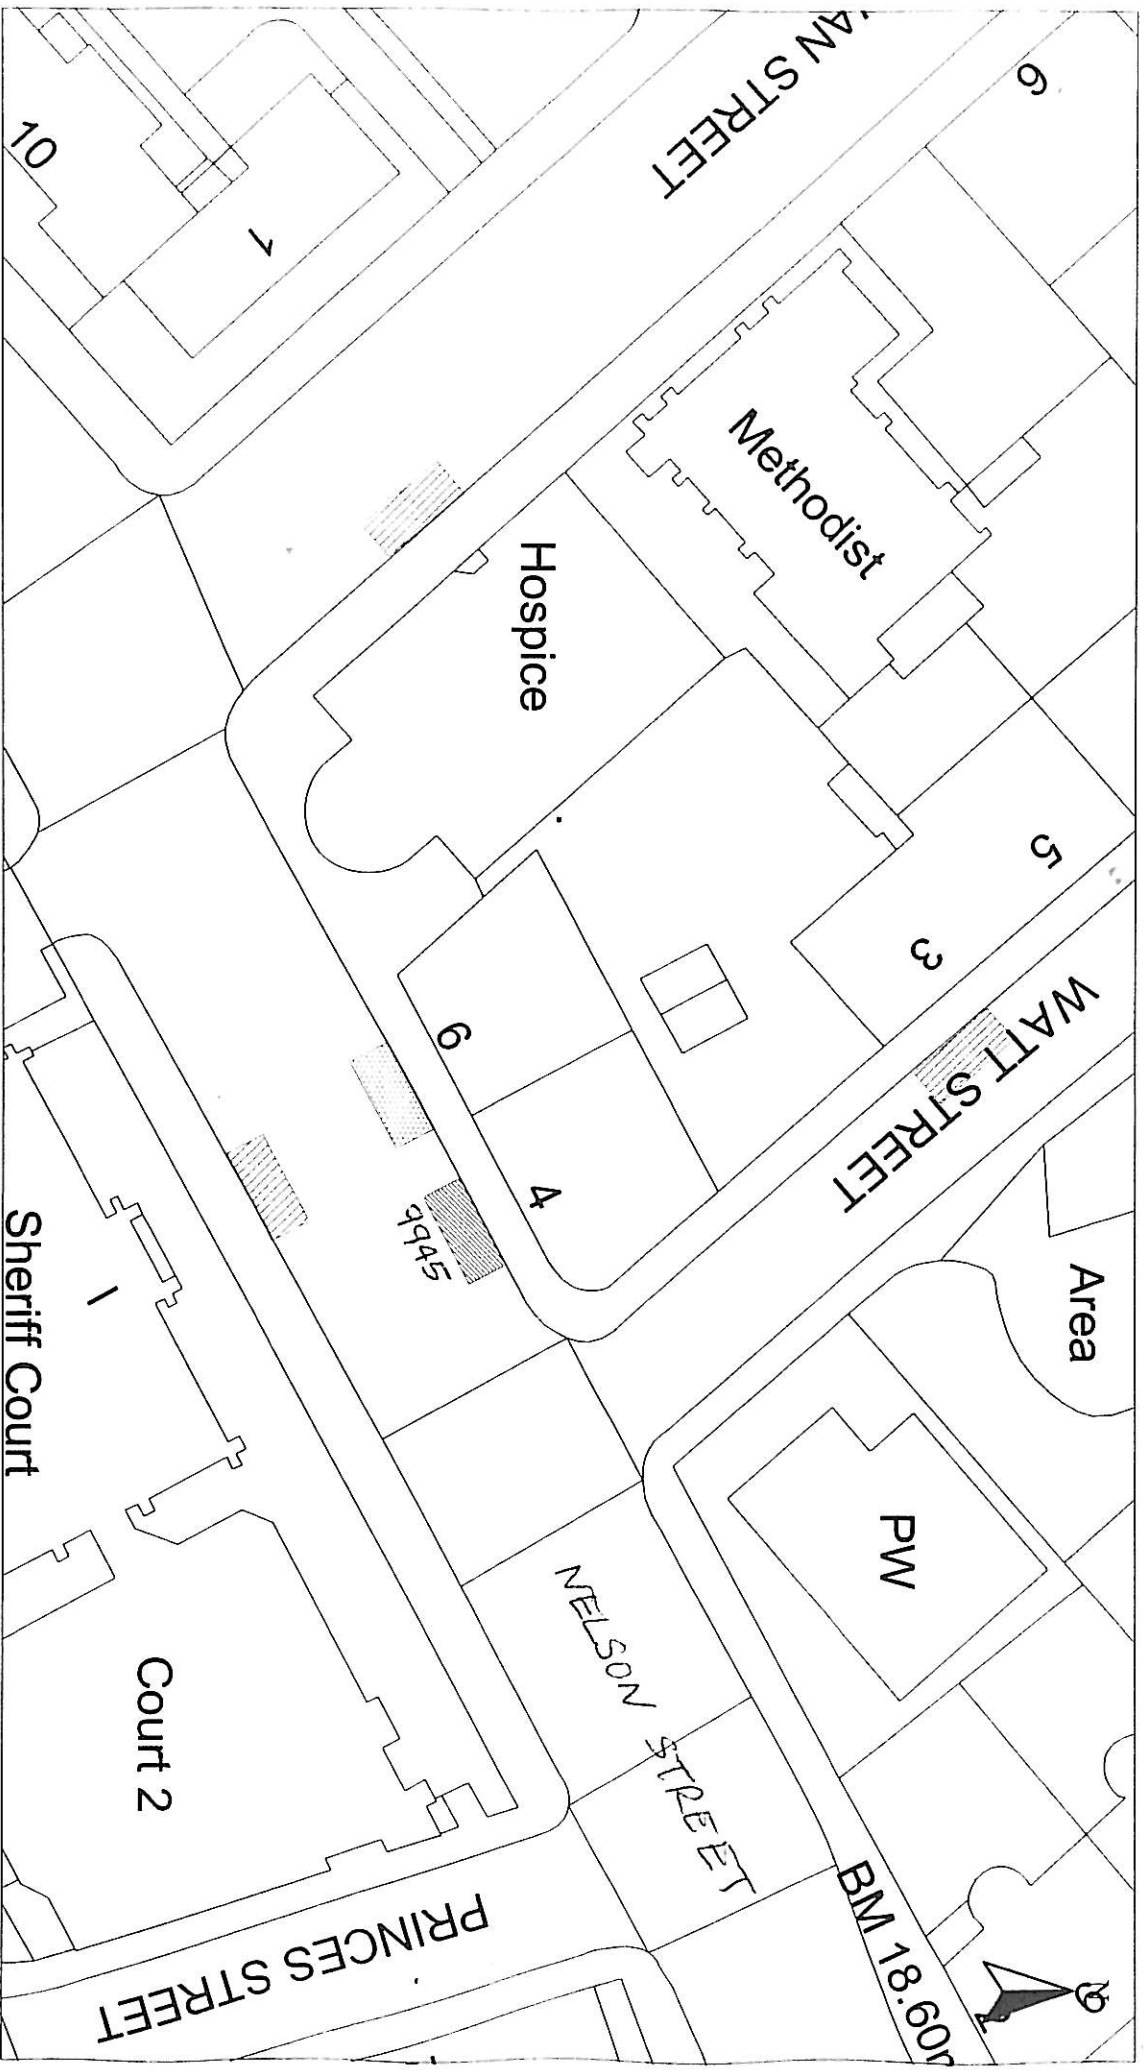 AN STREET
6
10
1
Methodist
Hospice
5
3
WATT STREET
6
4
9945
Area
1
Sheriff Court
PW
NELSON STREET
Court 2
BM 18.60
PRINCES STREET